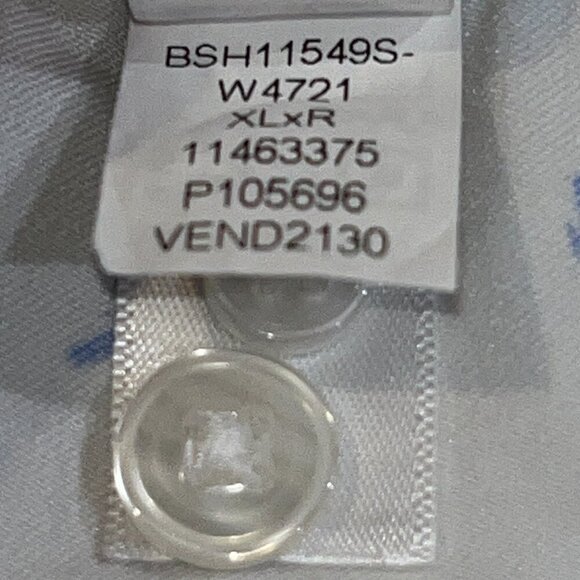 BSH11549S-
W4721
XLxR
11463375
P105696
VEND2130